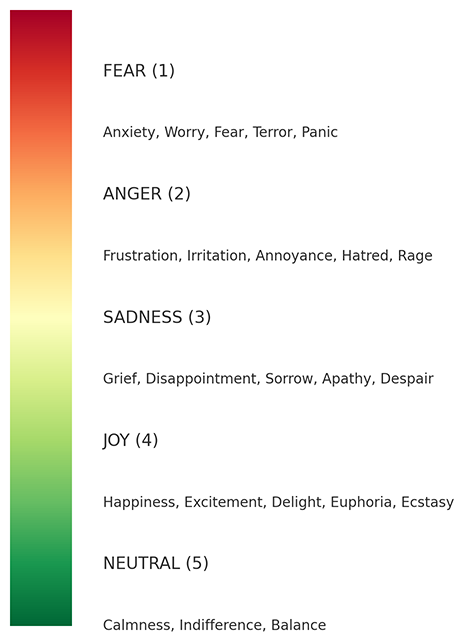 FEAR (1)
Anxiety, Worry, Fear, Terror, Panic
ANGER (2)
Frustration, Irritation, Annoyance, Hatred, Rage
SADNESS (3)
Grief, Disappointment, Sorrow, Apathy, Despair
JOY (4)
Happiness, Excitement, Delight, Euphoria, Ecstasy
NEUTRAL (5)
Calmness, Indifference, Balance